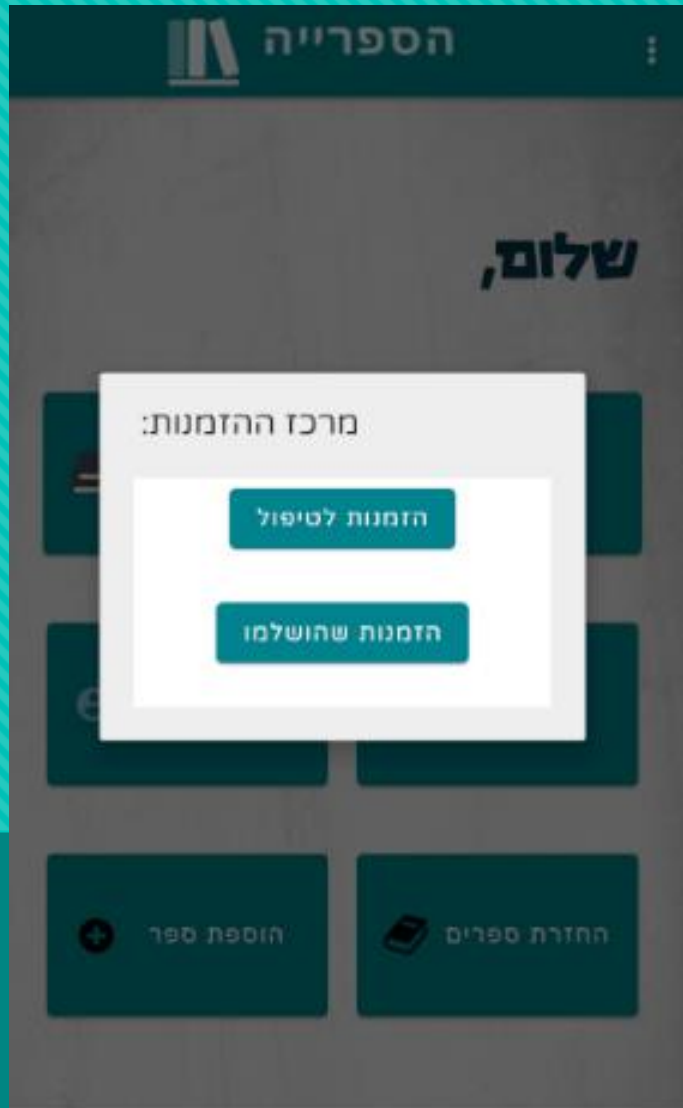 הספרייה
שלום,
מרכז ההזמנות:
הזמנות לטיפול
הזמנות שהושלמו
החזרת ספרים
הוספת ספר